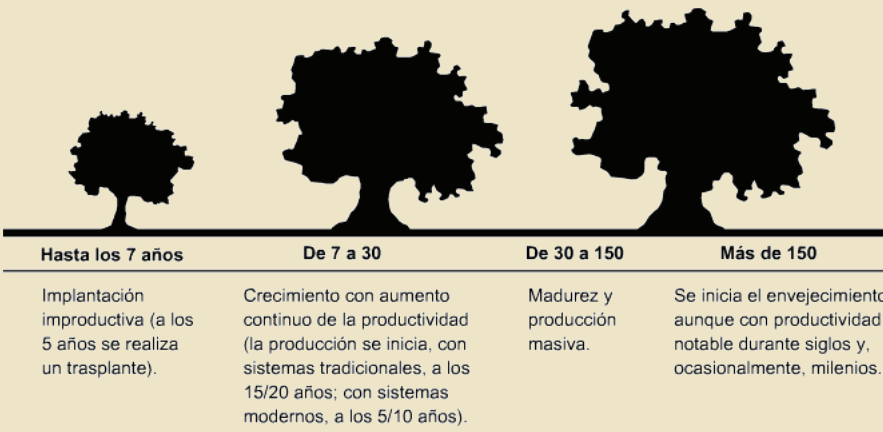 Hasta los 7 años
De 7 a 30
De 30 a 150
Más de 150
Implantación
improductiva (a los
5 años se realiza
un trasplante).
Crecimiento con aumento
continuo de la productividad
(la producción se inicia, con
sistemas tradicionales, a los
15/20 años; con sistemas
modernos, a los 5/10 años).
Madurez y
producción
masiva.
Se inicia el envejecimiento
aunque con productividad
notable durante siglos y,
ocasionalmente, milenios.